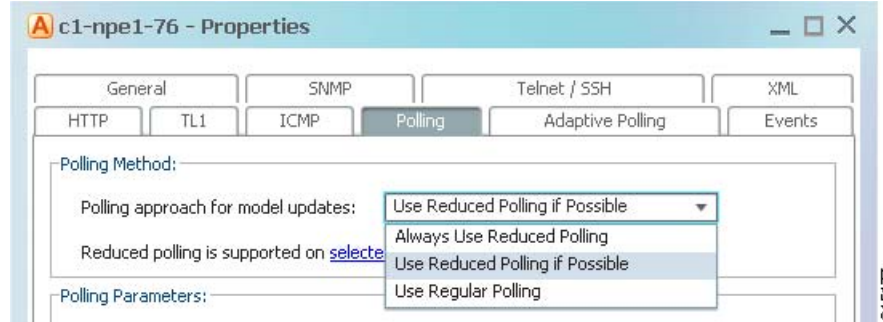 A c1-npe1-76 - Properties
General SNMP Telnet / SSH XML
HTTP TL1 ICMP Polling Adaptive Polling Events
Polling Method:
Polling approach for model updates: Use Reduced Polling if Possible
Always Use Reduced Polling
Reduced polling is supported on selecte
Use Reduced Polling if Possible
Use Regular Polling
Polling Parameters: